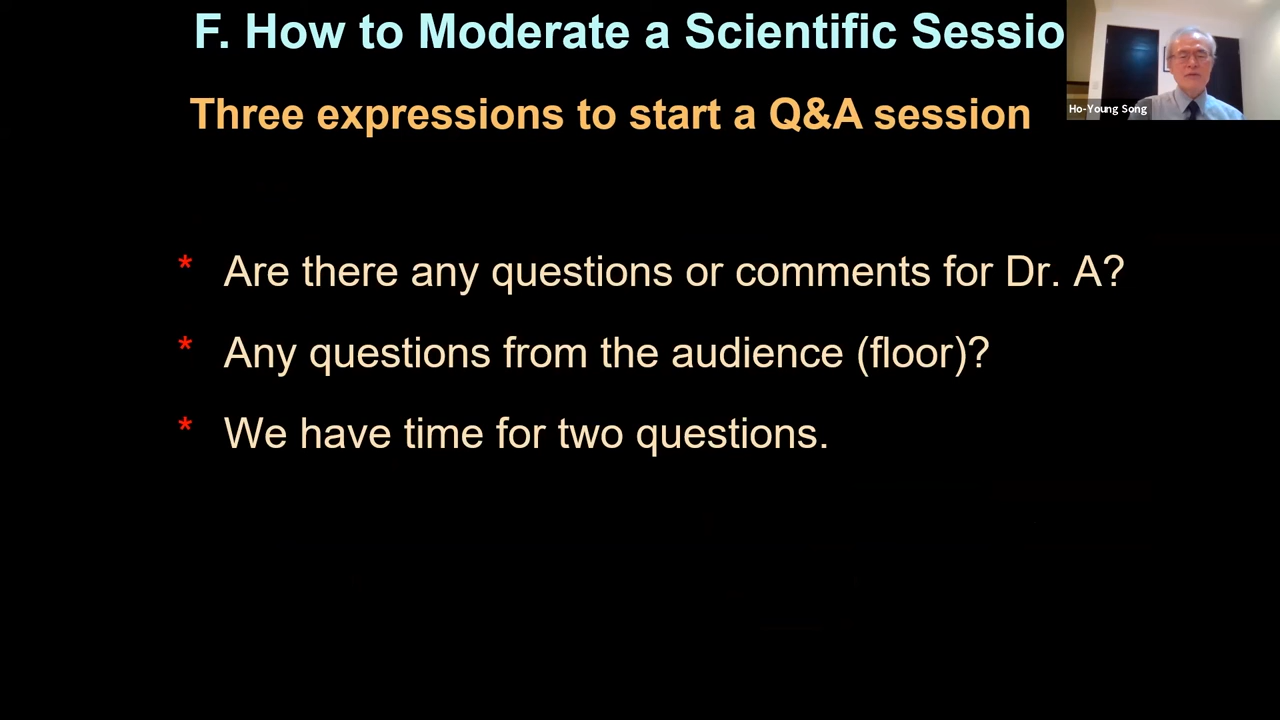 F. How to Moderate a Scientific Sessio
Ho-Young Song
Three expressions to start a Q&A session
* Are there any questions or comments for Dr. A?
* Any questions from the audience (floor)?
* We have time for two questions.